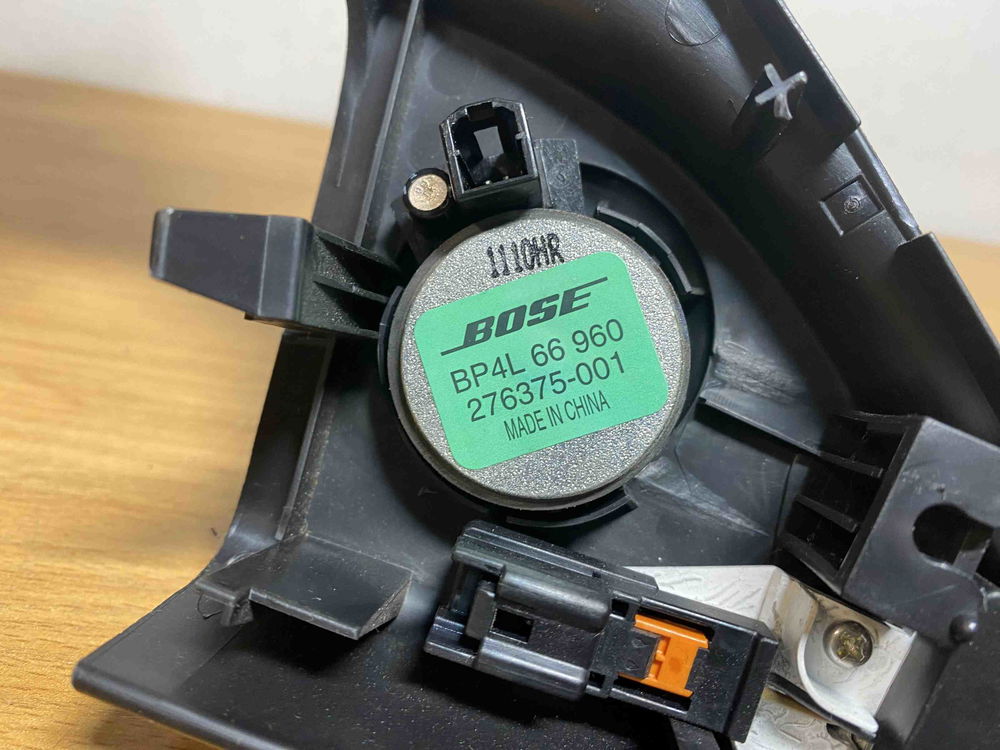 1110HR
BOSE
BP4L 66 960
276375-001
MADE IN CHINA